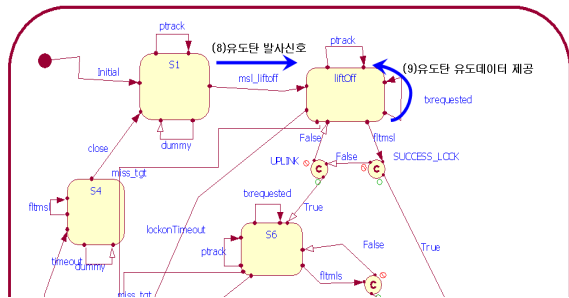 ptrack
(8)유도탄 발사신호
ptrack
(9)유도탄 유도데이터 제공
Initial
S1
msl_liftoff
liftOff
txrequested
dummy
False
fltmsl
close
UPLINK
C
False
C
SUCCESS_LOCK
miss_tgt
S4
fltmsl
txrequested
True
lockonTimeout
S6
ptrack
False
True
timeout
dummy
fltmls
C
miss_tgt